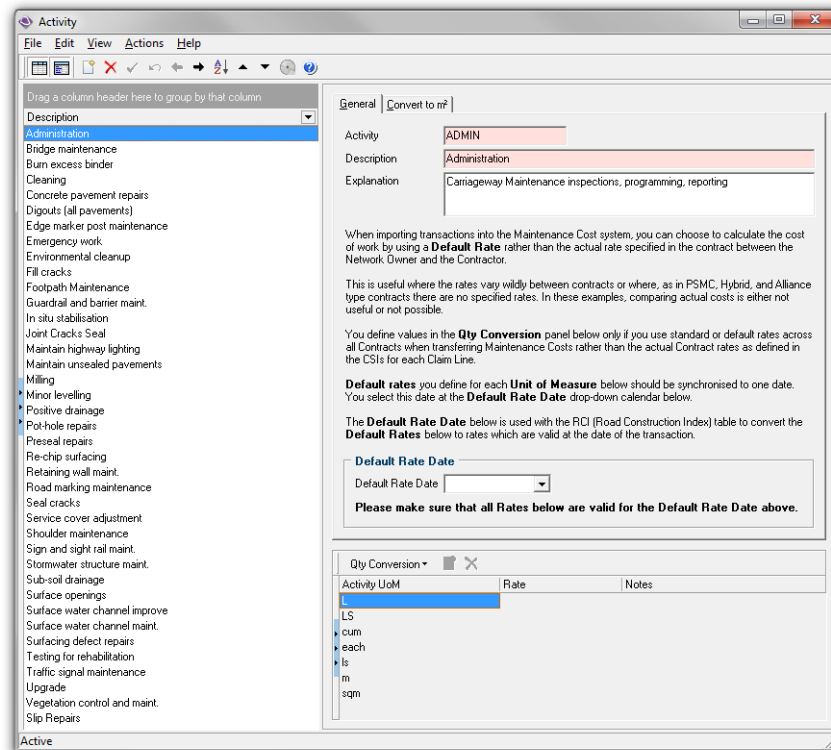 Activity
File Edit View Actions Help
Drag a column header here to group by that column
Description
Administration
Bridge maintenance
Burn excess binder
Cleaning
Concrete pavement repairs
Digouts (all pavements)
Edge marker post maintenance
Emergency work
Environmental cleanup
Fill cracks
Footpath Maintenance
Guardrail and barrier maint.
In situ stabilisation
Joint Cracks Seal
Maintain highway lighting
Maintain unsealed pavements
Milling
Minor levelling
Positive drainage
Pot-hole repairs
Preseal repairs
Re-chip surfacing
Retaining wall maint.
Road marking maintenance
Seal cracks
Service cover adjustment
Shoulder maintenance
Sign and sight rail maint.
Stormwater structure maint.
Sub-soil drainage
Surface openings
Surface water channel improve
Surface water channel maint.
Surfacing defect repairs
Testing for rehabilitation
Traffic signal maintenance
Upgrade
Vegetation control and maint.
Slip Repairs
General Convert to m²
Activity ADMIN
Description Administration
Explanation Carriageway Maintenance inspections, programming, reporting
When importing transactions into the Maintenance Cost system, you can choose to calculate the cost
of work by using a Default Rate rather than the actual rate specified in the contract between the
Network Owner and the Contractor.
This is useful where the rates vary wildly between contracts or where, as in PSMC, Hybrid, and Alliance
type contracts there are no specified rates. In these examples, comparing actual costs is either not
useful or not possible.
You define values in the Qty Conversion panel below only if you use standard or default rates across
all Contracts when transferring Maintenance Costs rather than the actual Contract rates as defined in
the CSIs for each Claim Line.
Default rates you define for each Unit of Measure below should be synchronised to one date.
You select this date at the Default Rate Date drop-down calendar below.
The Default Rate Date below is used with the RCI (Road Construction Index) table to convert the
Default Rates below to rates which are valid at the date of the transaction.
Default Rate Date
Default Rate Date
Please make sure that all Rates below are valid for the Default Rate Date above.
Qty Conversion
Activity UoM Rate Notes
L
LS
cum
each
ls
m
sqm
Active